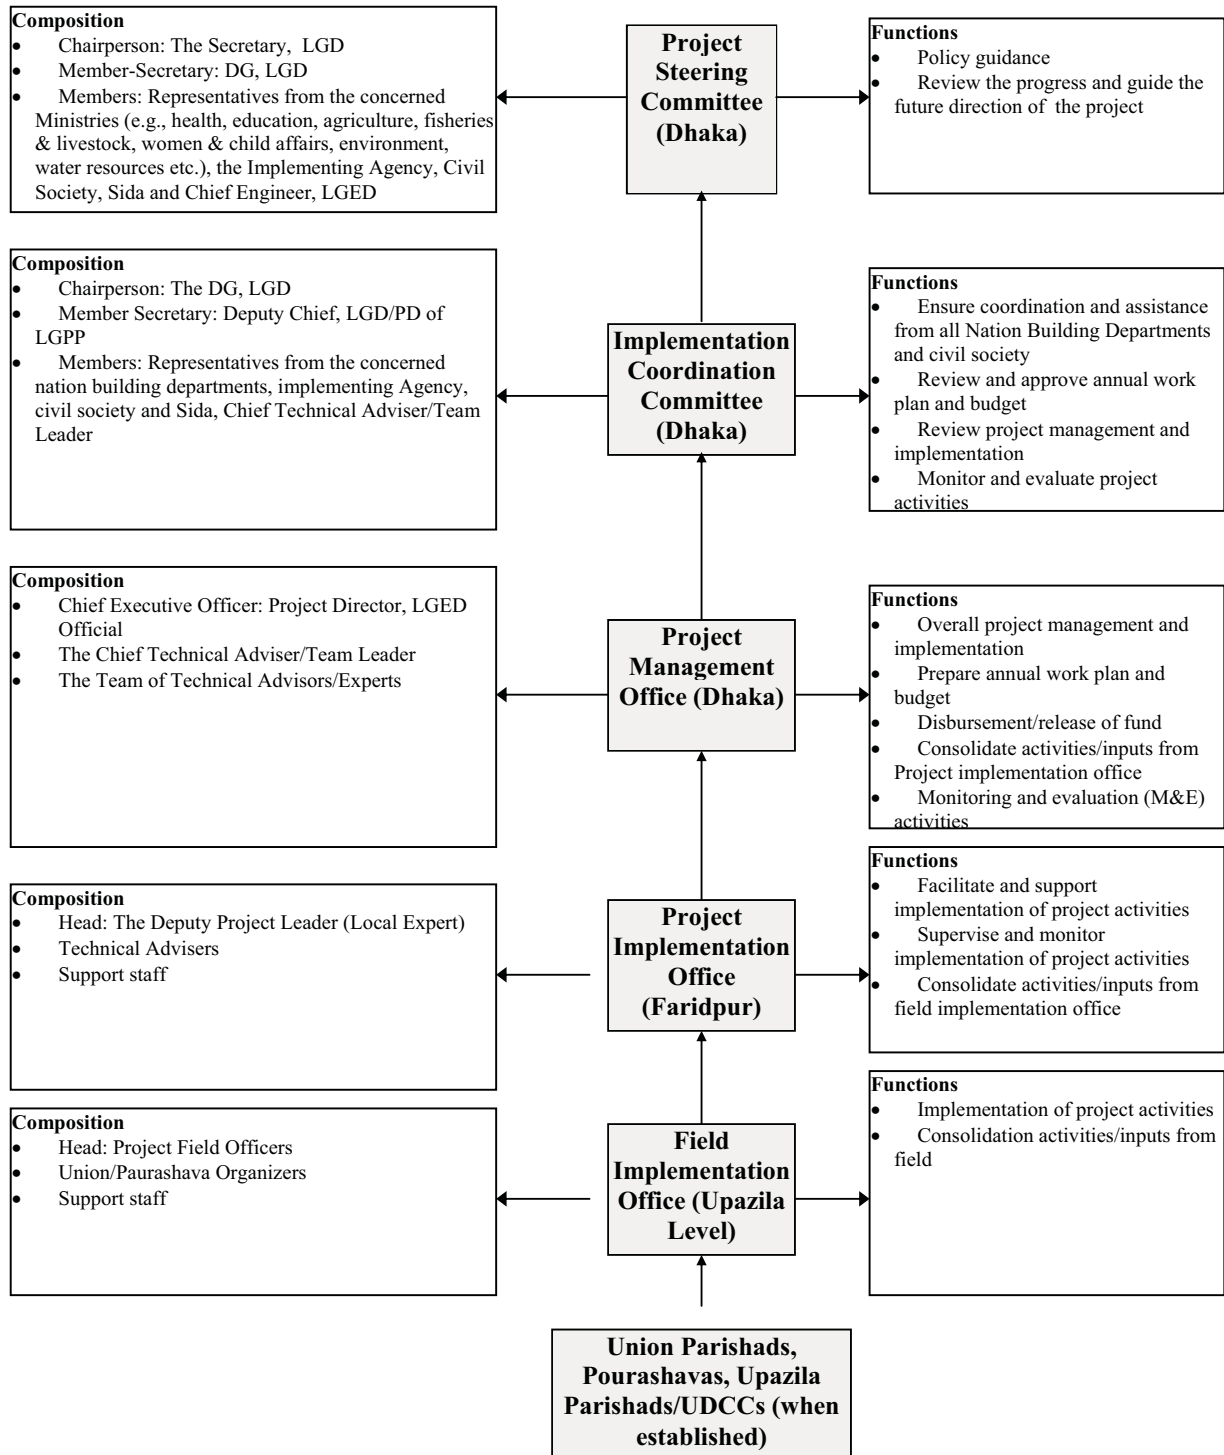 Composition
• Chairperson: The Secretary, LGD
• Member-Secretary: DG, LGD
• Members: Representatives from the concerned
Ministries (e.g., health, education, agriculture, fisheries
& livestock, women & child affairs, environment,
water resources etc.), the Implementing Agency, Civil
Society, Sida and Chief Engineer, LGED
Project
Steering
Committee
(Dhaka)
Functions
• Policy guidance
• Review the progress and guide the
future direction of the project
Composition
• Chairperson: The DG, LGD
• Member Secretary: Deputy Chief, LGD/PD of
LGPP
• Members: Representatives from the concerned
nation building departments, implementing Agency,
civil society and Sida, Chief Technical Adviser/Team
Leader
Implementation
Coordination
Committee
(Dhaka)
Functions
• Ensure coordination and assistance
from all Nation Building Departments
and civil society
• Review and approve annual work
plan and budget
• Review project management and
implementation
• Monitor and evaluate project
activities
Composition
• Chief Executive Officer: Project Director, LGED
Official
• The Chief Technical Adviser/Team Leader
• The Team of Technical Advisors/Experts
Project
Management
Office (Dhaka)
Functions
• Overall project management and
implementation
• Prepare annual work plan and
budget
• Disbursement/release of fund
• Consolidate activities/inputs from
Project implementation office
• Monitoring and evaluation (M&E)
activities
Composition
• Head: The Deputy Project Leader (Local Expert)
• Technical Advisers
• Support staff
Project
Implementation
Office
(Faridpur)
Functions
• Facilitate and support
implementation of project activities
• Supervise and monitor
implementation of project activities
• Consolidate activities/inputs from
field implementation office
Composition
• Head: Project Field Officers
• Union/Paurashava Organizers
• Support staff
Field
Implementation
Office (Upazila
Level)
Functions
• Implementation of project activities
• Consolidation activities/inputs from
field
Union Parishads,
Pourashavas, Upazila
Parishads/UDCCs (when
established)